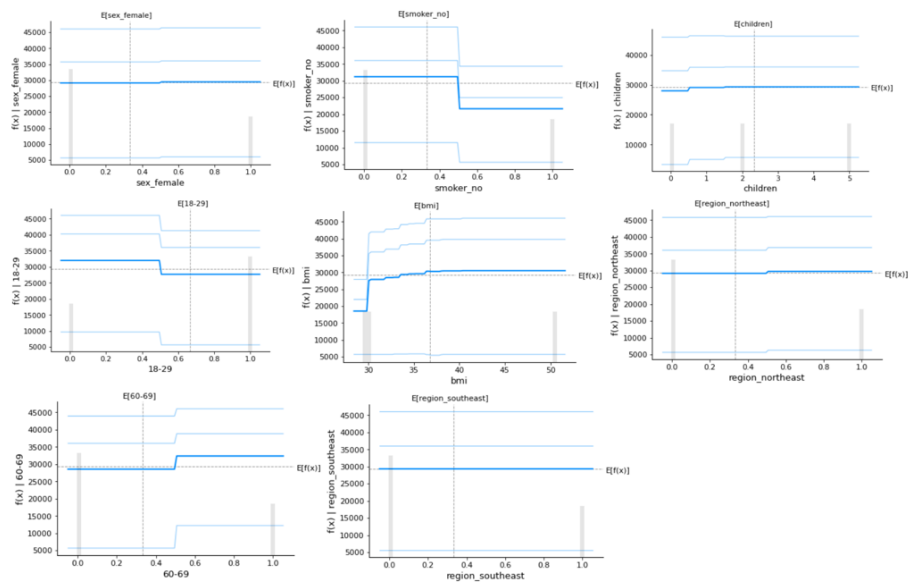 E[sex_female]
45000
40000
35000
30000
25000
20000
15000
10000
5000
f(x) | sex_female
E[f(x)]
0.0 0.2 0.4 0.6 0.8 1.0
sex_female
E[smoker_no]
45000
40000
35000
30000
25000
20000
15000
10000
5000
f(x) | smoker_no
E[f(x)]
0.0 0.2 0.4 0.6 0.8 1.0
smoker_no
E[children]
40000
30000
20000
10000
f(x) | children
E[f(x)]
0 1 2 3 4 5
children
E[18-29]
45000
40000
35000
30000
25000
20000
15000
10000
5000
f(x) | 18-29
E[f(x)]
0.0 0.2 0.4 0.6 0.8 1.0
18-29
E[bmi]
45000
40000
35000
30000
25000
20000
15000
10000
5000
f(x) | bmi
E[f(x)]
30 35 40 45 50
bmi
E[region_northeast]
45000
40000
35000
30000
25000
20000
15000
10000
5000
f(x) | region_northeast
E[f(x)]
0.0 0.2 0.4 0.6 0.8 1.0
region_northeast
E[60-69]
45000
40000
35000
30000
25000
20000
15000
10000
5000
f(x) | 60-69
E[f(x)]
0.0 0.2 0.4 0.6 0.8 1.0
60-69
E[region_southeast]
45000
40000
35000
30000
25000
20000
15000
10000
5000
f(x) | region_southeast
E[f(x)]
0.0 0.2 0.4 0.6 0.8 1.0
region_southeast